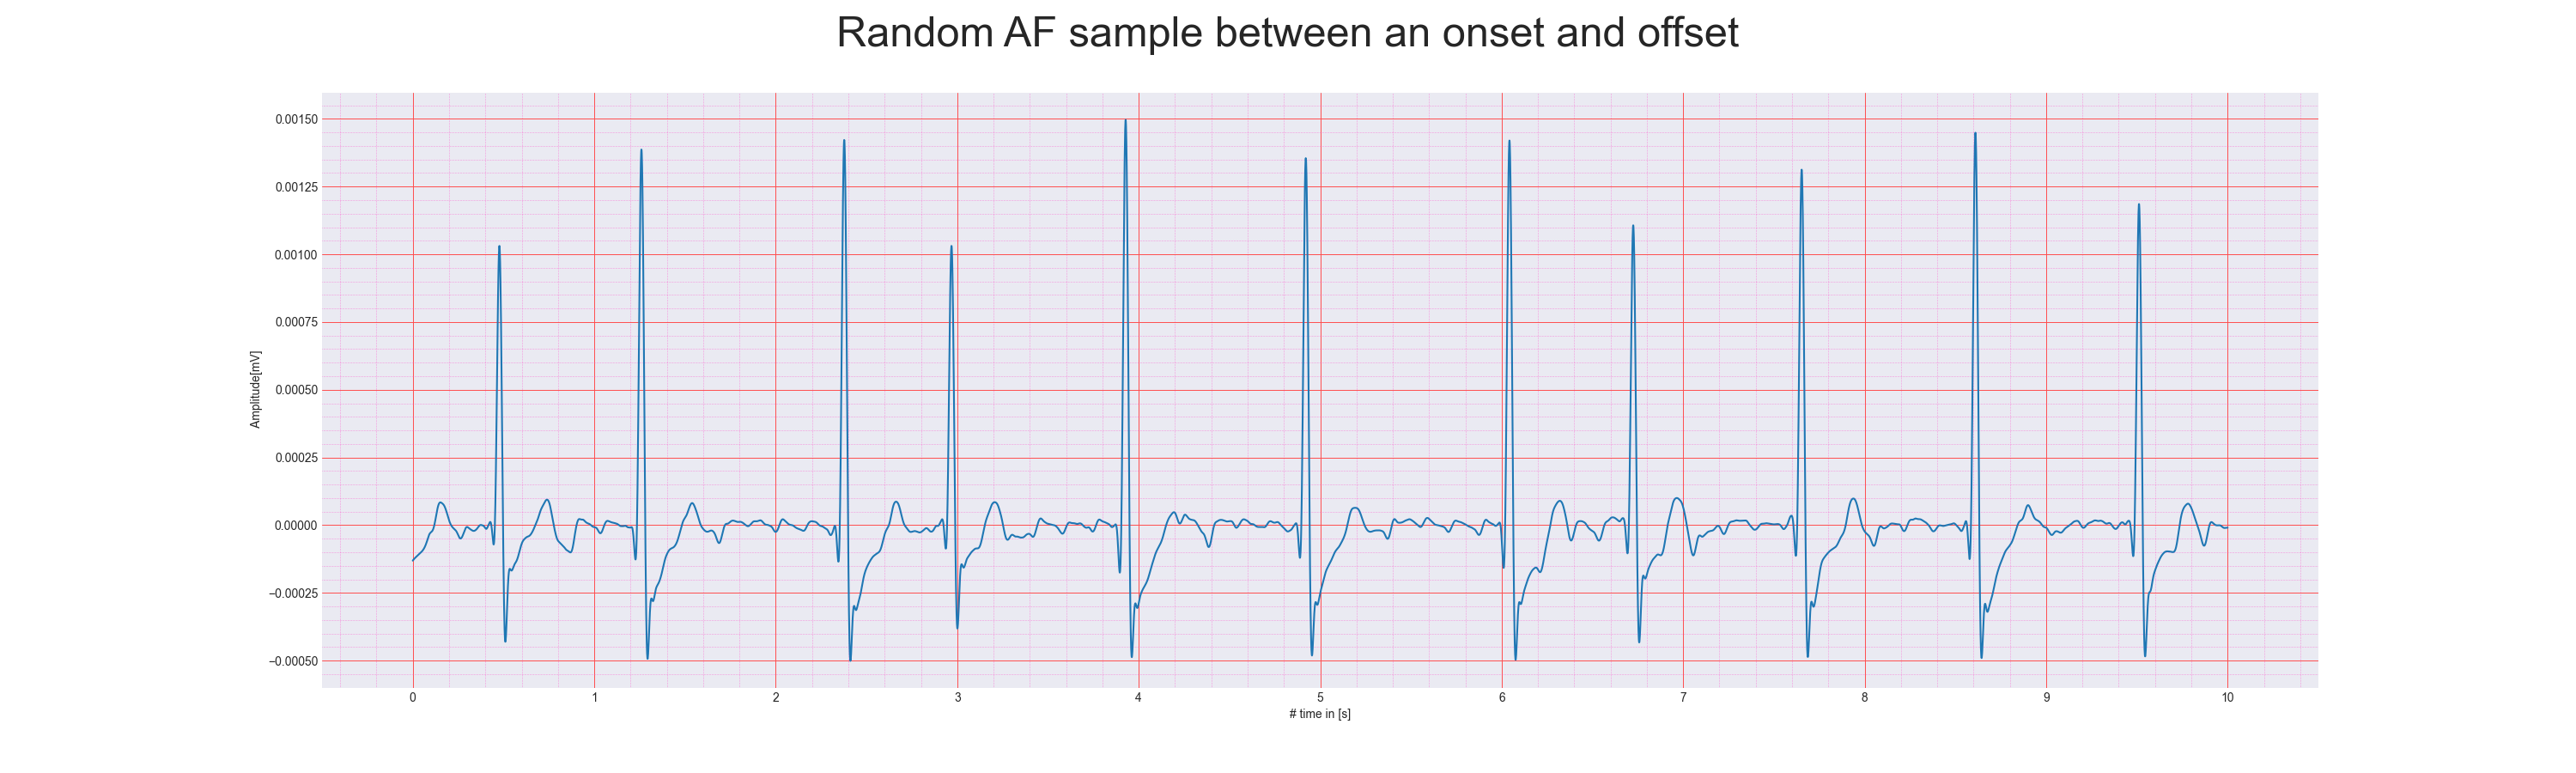 Random AF sample between an onset and offset
0.00150
0.00125
0.00100
0.00075
0.00050
0.00025
0.00000
−0.00025
−0.00050
Amplitude[mV]
0 1 2 3 4 5 6 7 8 9 10
# time in [s]